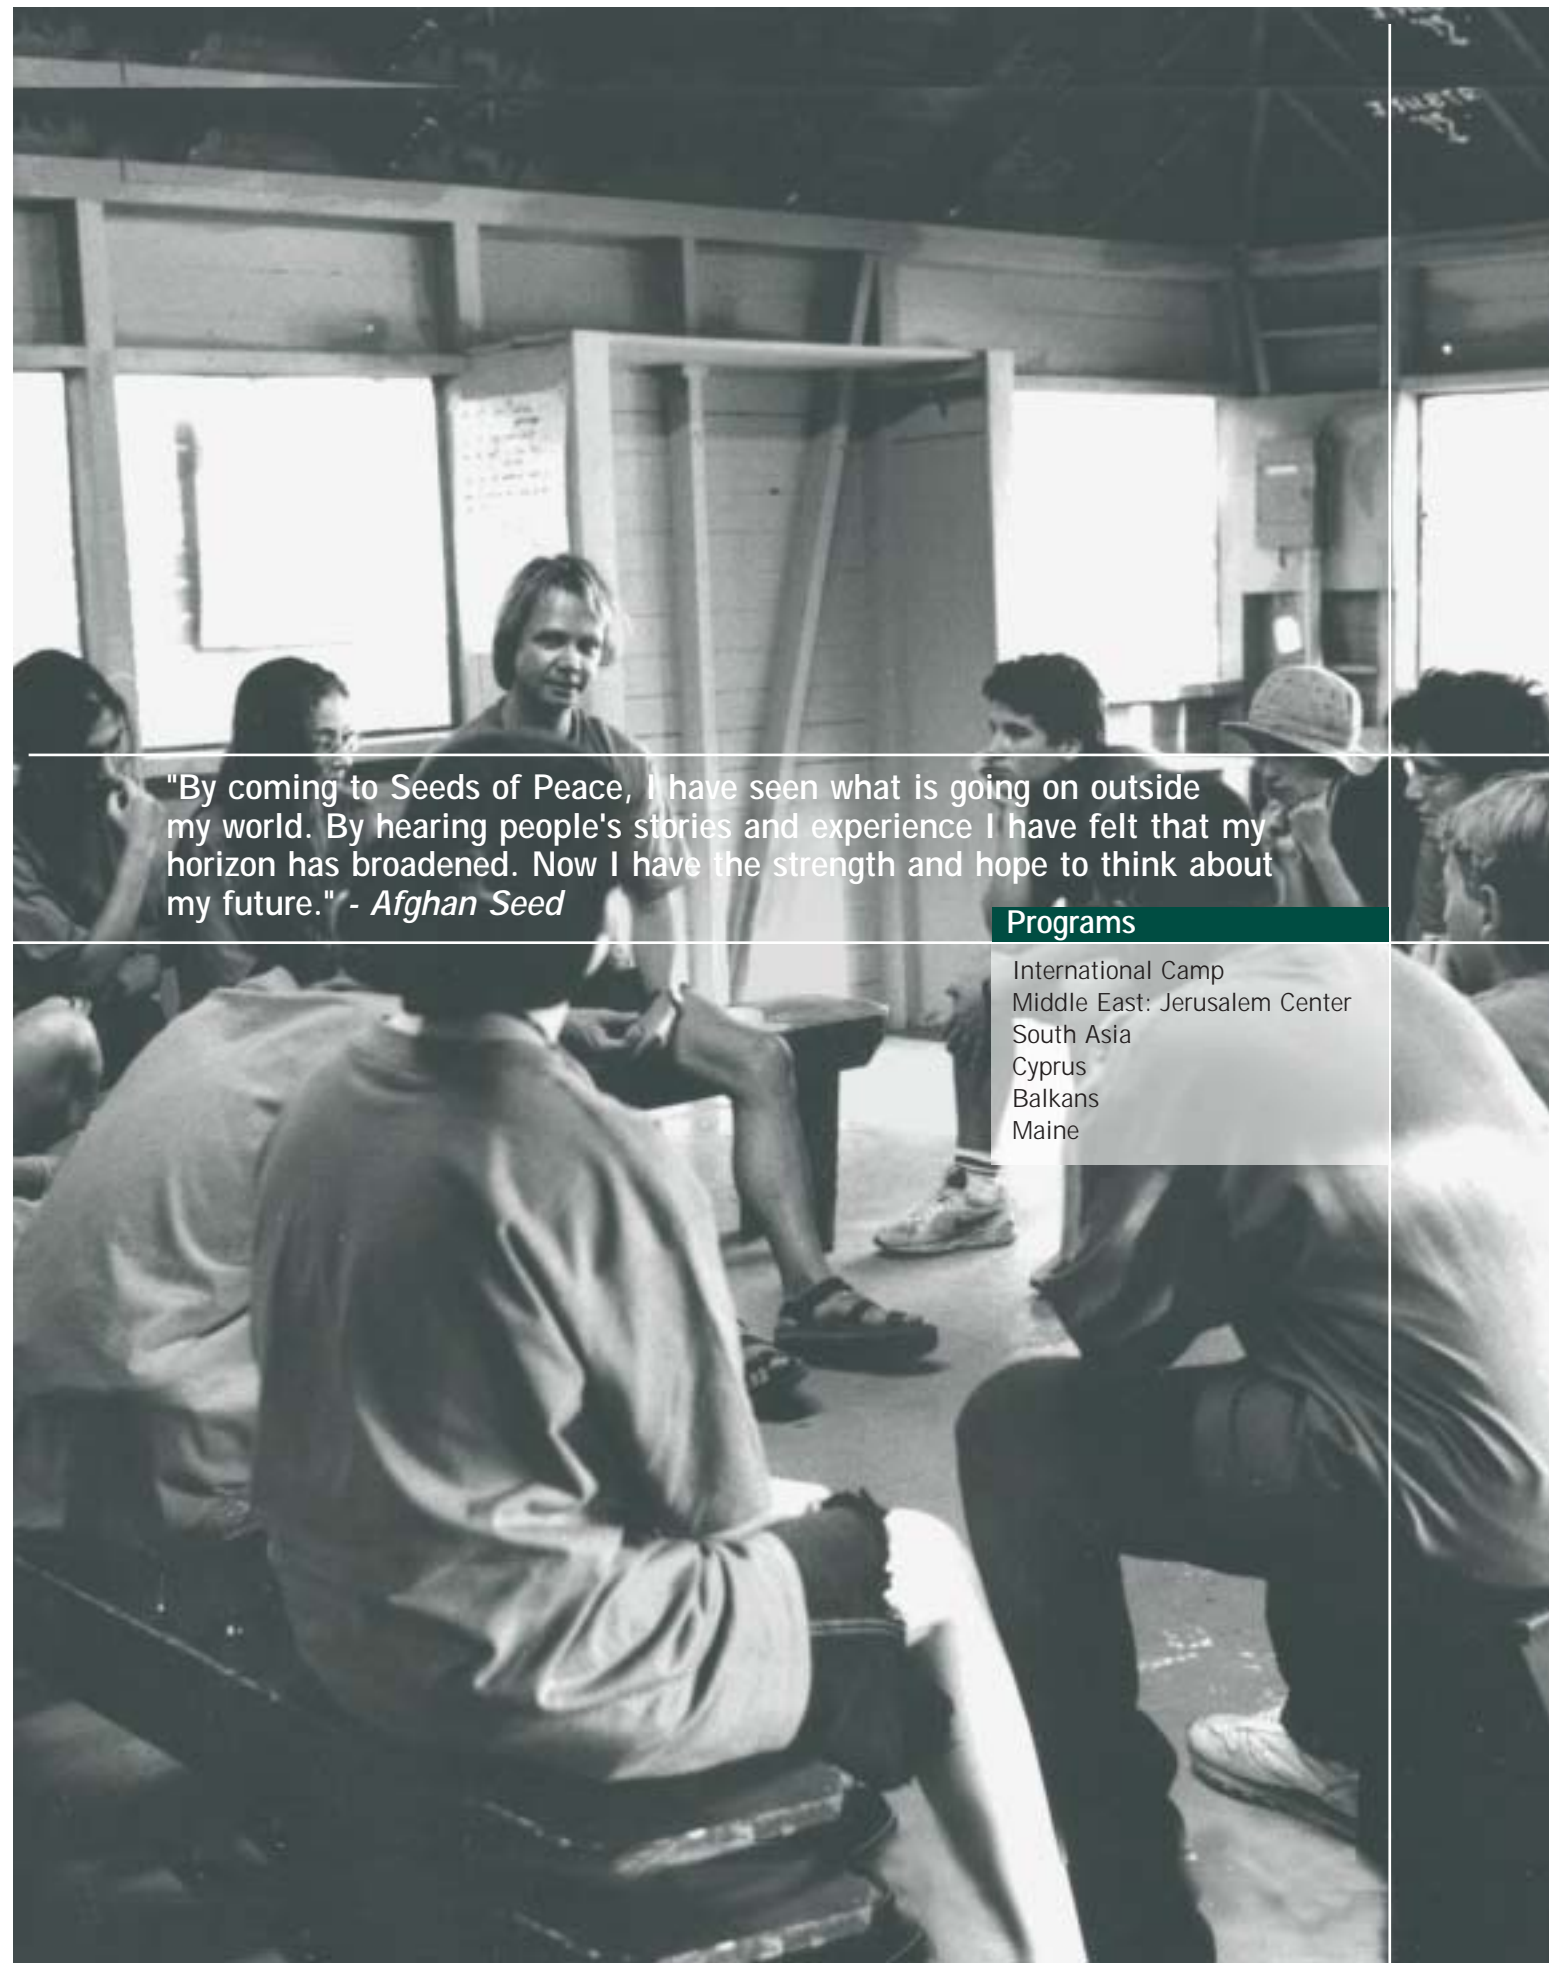 "By coming to Seeds of Peace, I have seen what is going on outside
my world. By hearing people's stories and experience I have felt that my
horizon has broadened. Now I have the strength and hope to think about
my future." - Afghan Seed
Programs
International Camp
Middle East: Jerusalem Center
South Asia
Cyprus
Balkans
Maine